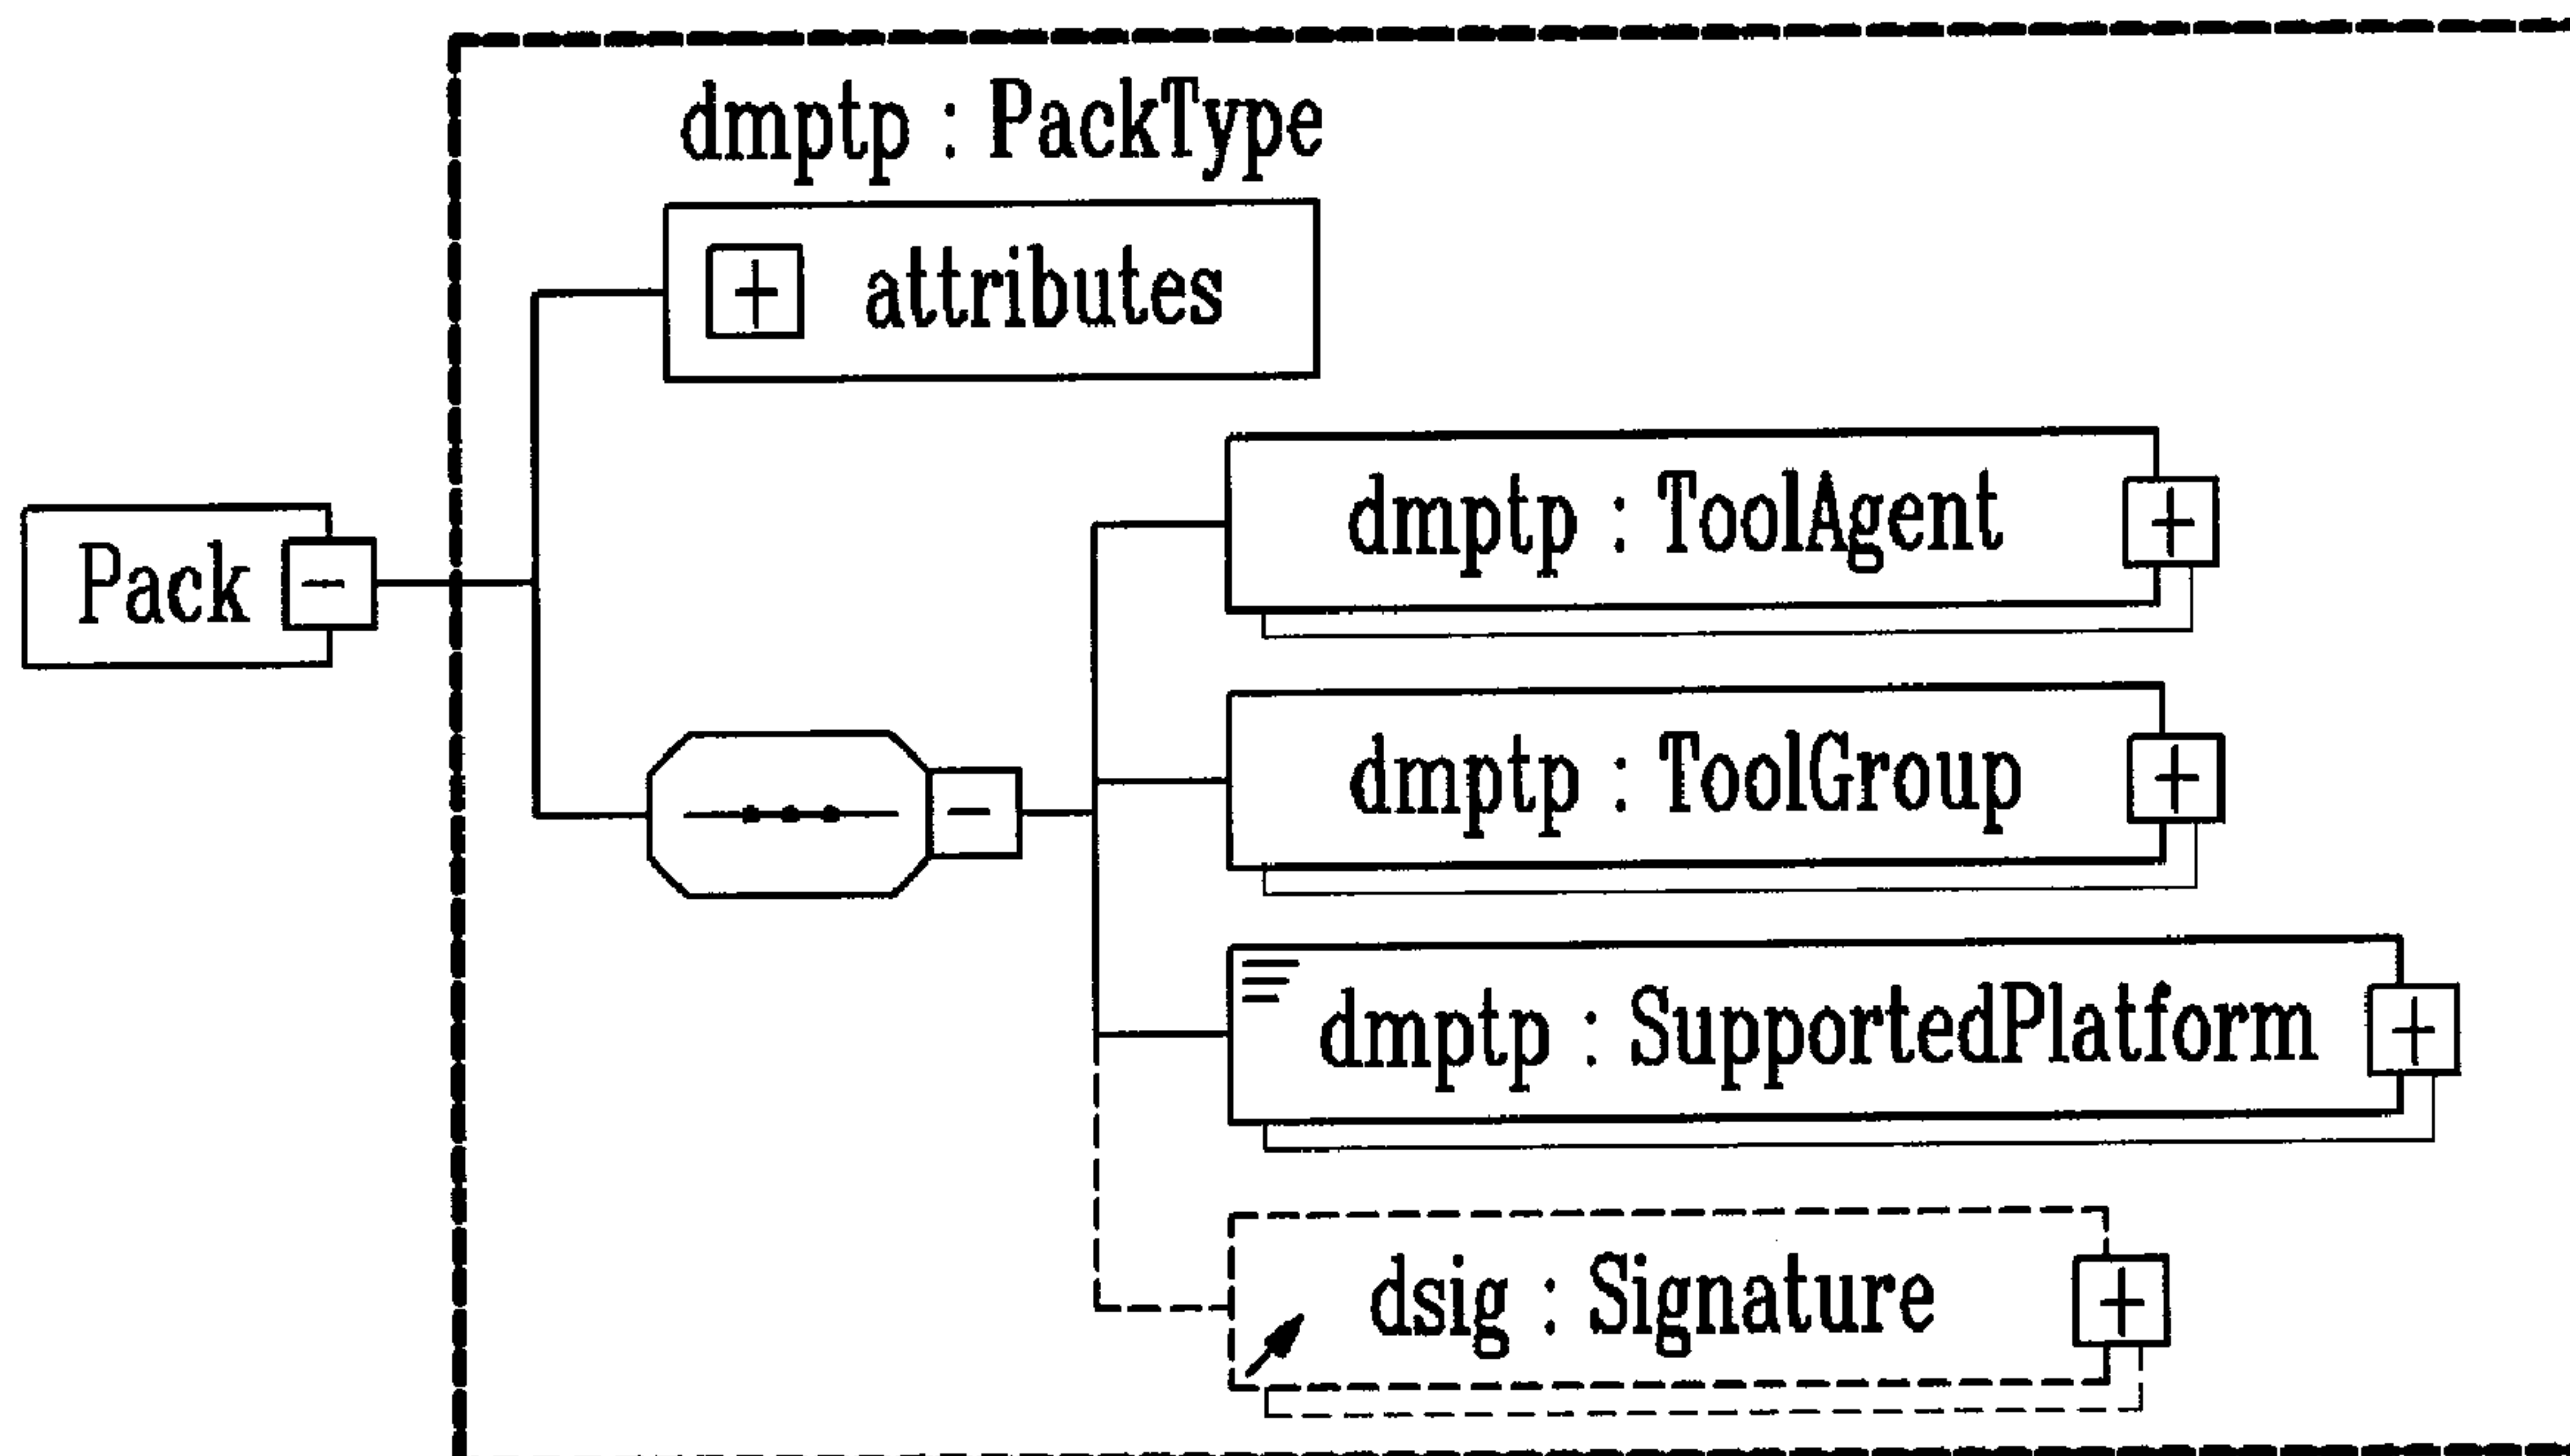 dmptp : PackType
attributes
Pack
dmptp : ToolAgent
dmptp : ToolGroup
dmptp : SupportedPlatform
dsig : Signature